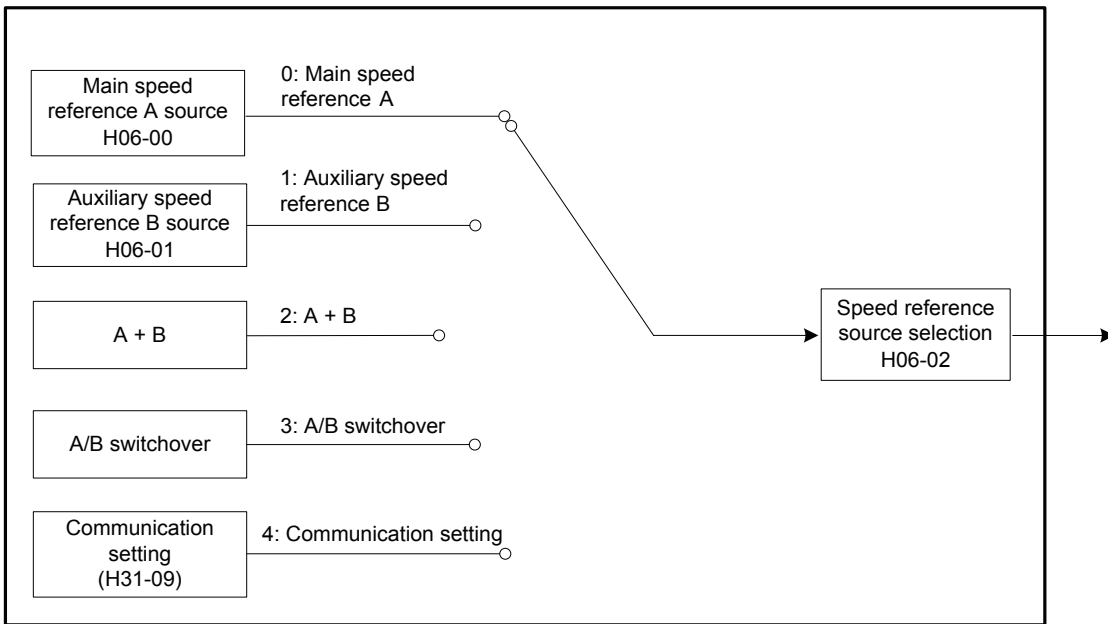 Main speed
reference A source
H06-00
0: Main speed
reference A
Auxiliary speed
reference B source
H06-01
1: Auxiliary speed
reference B
A + B
2: A + B
A/B switchover
3: A/B switchover
Communication
setting
(H31-09)
4: Communication setting
Speed reference
source selection
H06-02